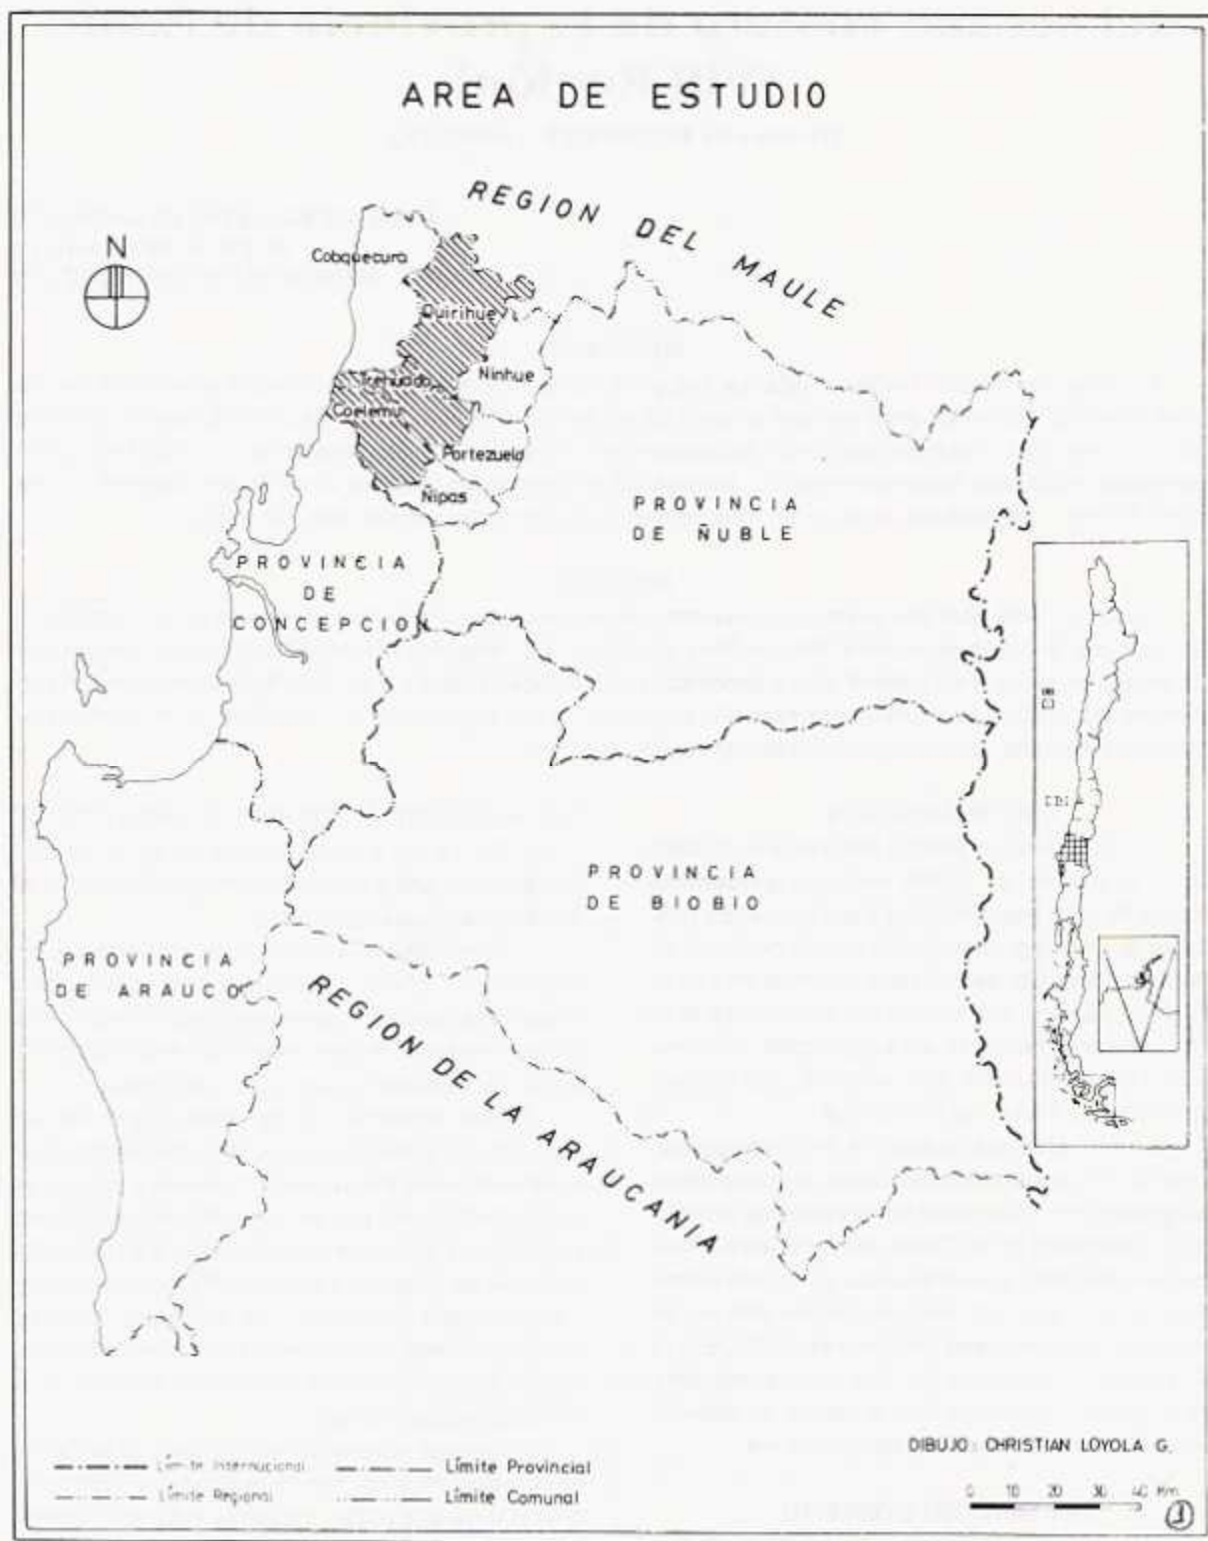 AREA DE ESTUDIO
REGION DEL MAULE
N
Cobquecura
Quirihue
Ninhue
Trehuaco
Coelemu
Portezuelo
Ñipas
PROVINCIA
DE ÑUBLE
PROVINCIA
DE
CONCEPCION
PROVINCIA
DE BIOBIO
PROVINCIA
DE ARAUCO
REGION DE LA ARAUCANIA
DIBUJO: CHRISTIAN LOYOLA G.
Límite Internacional
Límite Provincial
Límite Regional
Límite Comunal
0 10 20 30 40 Km.
1